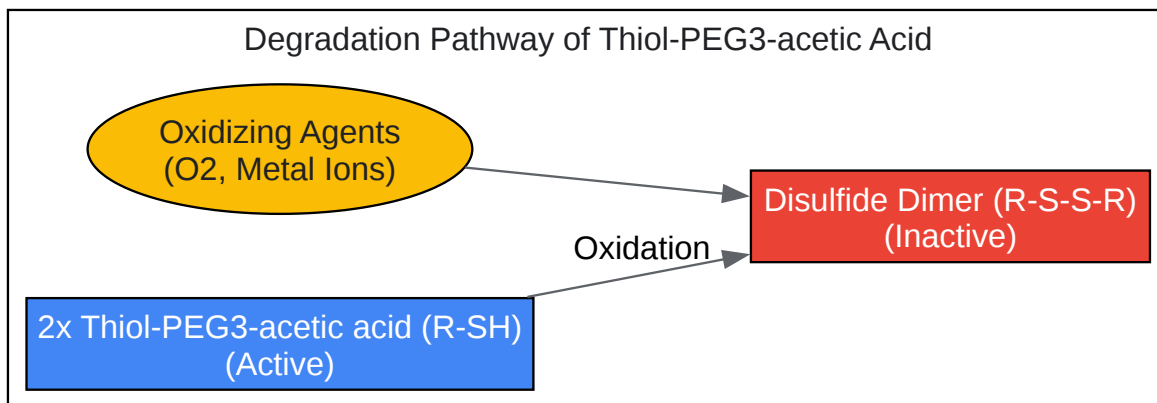 Degradation Pathway of Thiol-PEG3-acetic Acid
Oxidizing Agents
(O2, Metal Ions)
Disulfide Dimer (R-S-S-R)
(Inactive)
Oxidation
2x Thiol-PEG3-acetic acid (R-SH)
(Active)